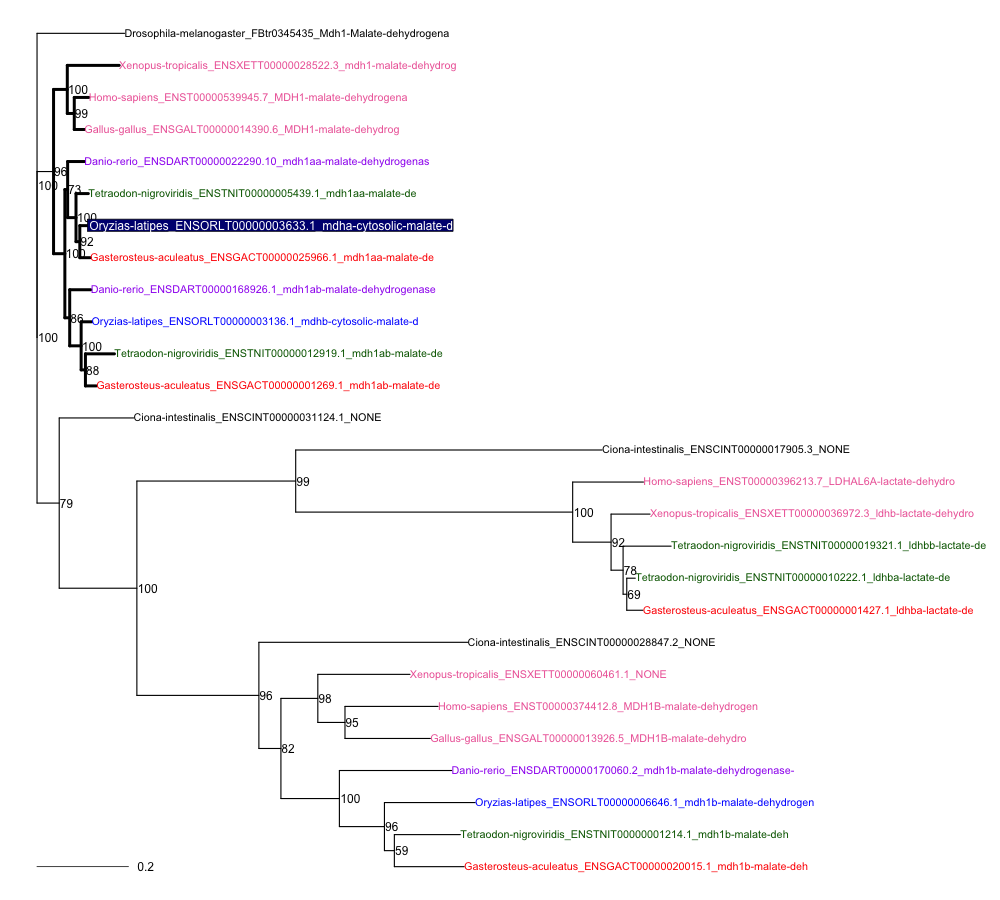 Drosophila-melanogaster_FBtr0345435_Mdh1-Malate-dehydrogena
Xenopus-tropicalis_ENSXETT00000028522.3_mdh1-malate-dehydrog
100
Homo-sapiens_ENST00000539945.7_MDH1-malate-dehydrogena
99
Gallus-gallus_ENSGALT00000014390.6_MDH1-malate-dehydrog
Danio-rerio_ENSDART00000022290.10_mdh1aa-malate-dehydrogenas
96
100
73
Tetraodon-nigroviridis_ENSTNIT00000005439.1_mdh1aa-malate-de
100
Oryzias-latipes_ENSORLT00000003633.1_mdha-cytosolic-malate-d
92
100
Gasterosteus-aculeatus_ENSGACT00000025966.1_mdh1aa-malate-de
Danio-rerio_ENSDART00000168926.1_mdh1ab-malate-dehydrogenase
86
Oryzias-latipes_ENSORLT00000003136.1_mdhb-cytosolic-malate-d
100
100
Tetraodon-nigroviridis_ENSTNIT00000012919.1_mdh1ab-malate-de
88
Gasterosteus-aculeatus_ENSGACT00000001269.1_mdh1ab-malate-de
Ciona-intestinalis_ENSCINT00000031124.1_NONE
Ciona-intestinalis_ENSCINT00000017905.3_NONE
99
Homo-sapiens_ENST00000396213.7_LDHAL6A-lactate-dehydro
79
100
Xenopus-tropicalis_ENSXETT00000036972.3_ldhb-lactate-dehydro
92
Tetraodon-nigroviridis_ENSTNIT00000019321.1_ldhbb-lactate-de
78
Tetraodon-nigroviridis_ENSTNIT00000010222.1_ldhba-lactate-de
100
69
Gasterosteus-aculeatus_ENSGACT00000001427.1_ldhba-lactate-de
Ciona-intestinalis_ENSCINT00000028847.2_NONE
Xenopus-tropicalis_ENSXETT00000060461.1_NONE
96
98
Homo-sapiens_ENST00000374412.8_MDH1B-malate-dehydrogen
95
Gallus-gallus_ENSGALT00000013926.5_MDH1B-malate-dehydro
82
Danio-rerio_ENSDART00000170060.2_mdh1b-malate-dehydrogenase-
100
Oryzias-latipes_ENSORLT00000006646.1_mdh1b-malate-dehydrogen
96
Tetraodon-nigroviridis_ENSTNIT00000001214.1_mdh1b-malate-deh
59
Gasterosteus-aculeatus_ENSGACT00000020015.1_mdh1b-malate-deh
0.2